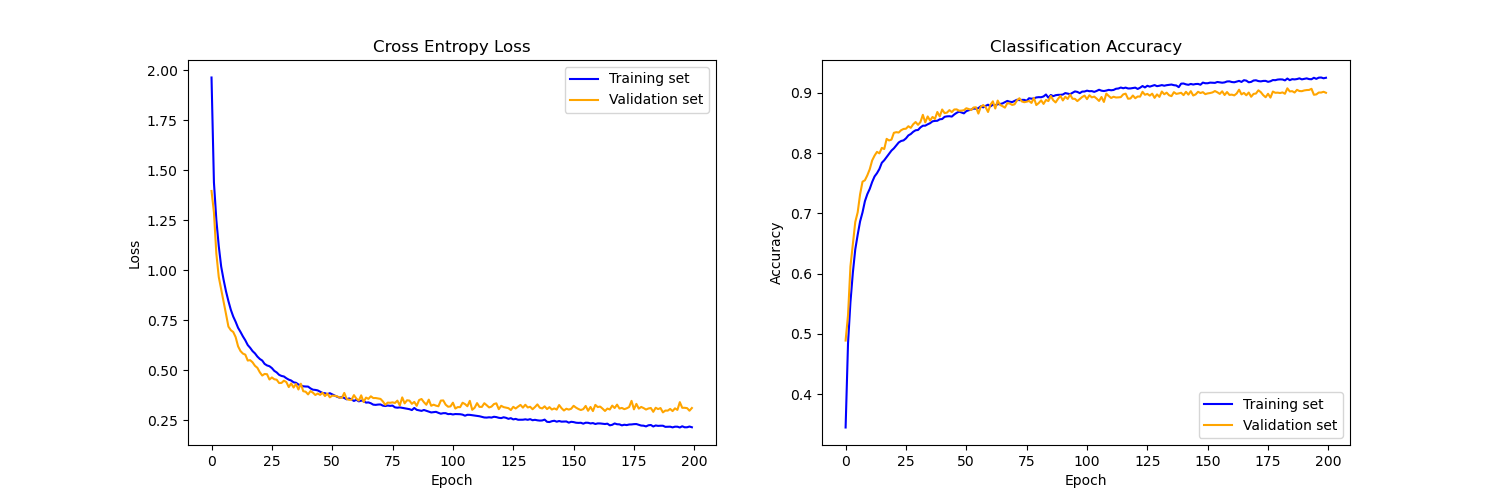 Cross Entropy Loss
2.00
1.75
1.50
1.25
1.00
0.75
0.50
0.25
Loss
0 25 50 75 100 125 150 175 200
Epoch
Training set
Validation set
Classification Accuracy
0.9
0.8
0.7
0.6
0.5
0.4
Accuracy
0 25 50 75 100 125 150 175 200
Epoch
Training set
Validation set